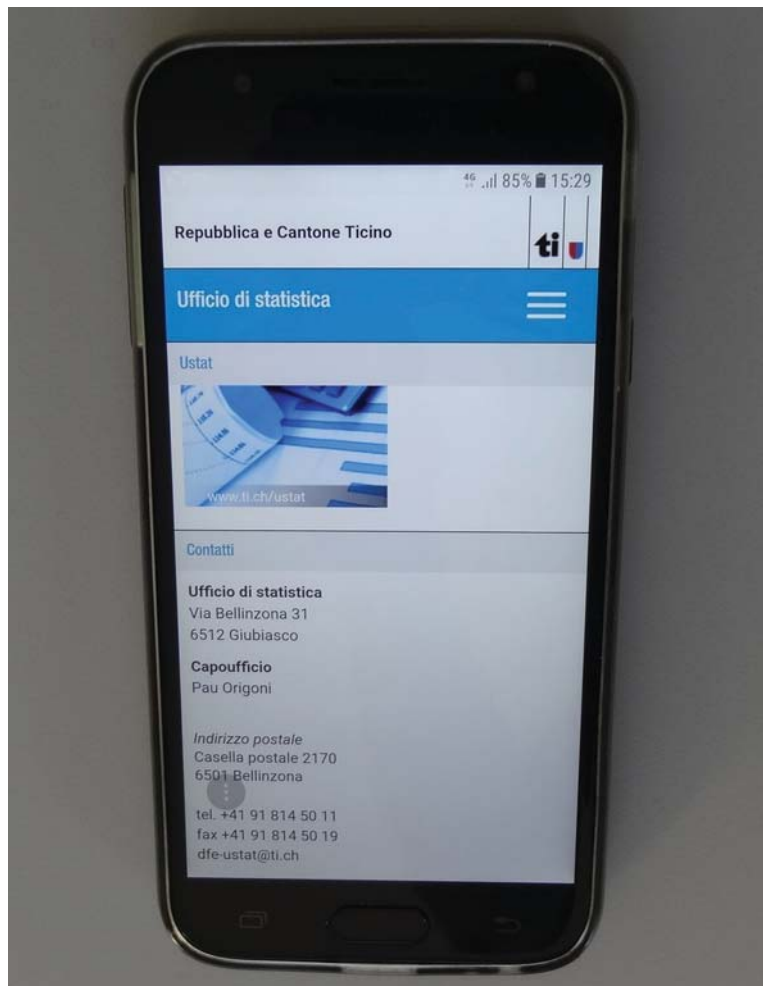 4G 85% 15:29
Repubblica e Cantone Ticino
ti
Ufficio di statistica
Ustat
www.ti.ch/ustat
Contatti
Ufficio di statistica
Via Bellinzona 31
6512 Giubiasco
Capoufficio
Pau Origoni
Indirizzo postale
Casella postale 2170
6501 Bellinzona
tel. +41 91 814 50 11
fax +41 91 814 50 19
dfe-ustat@ti.ch